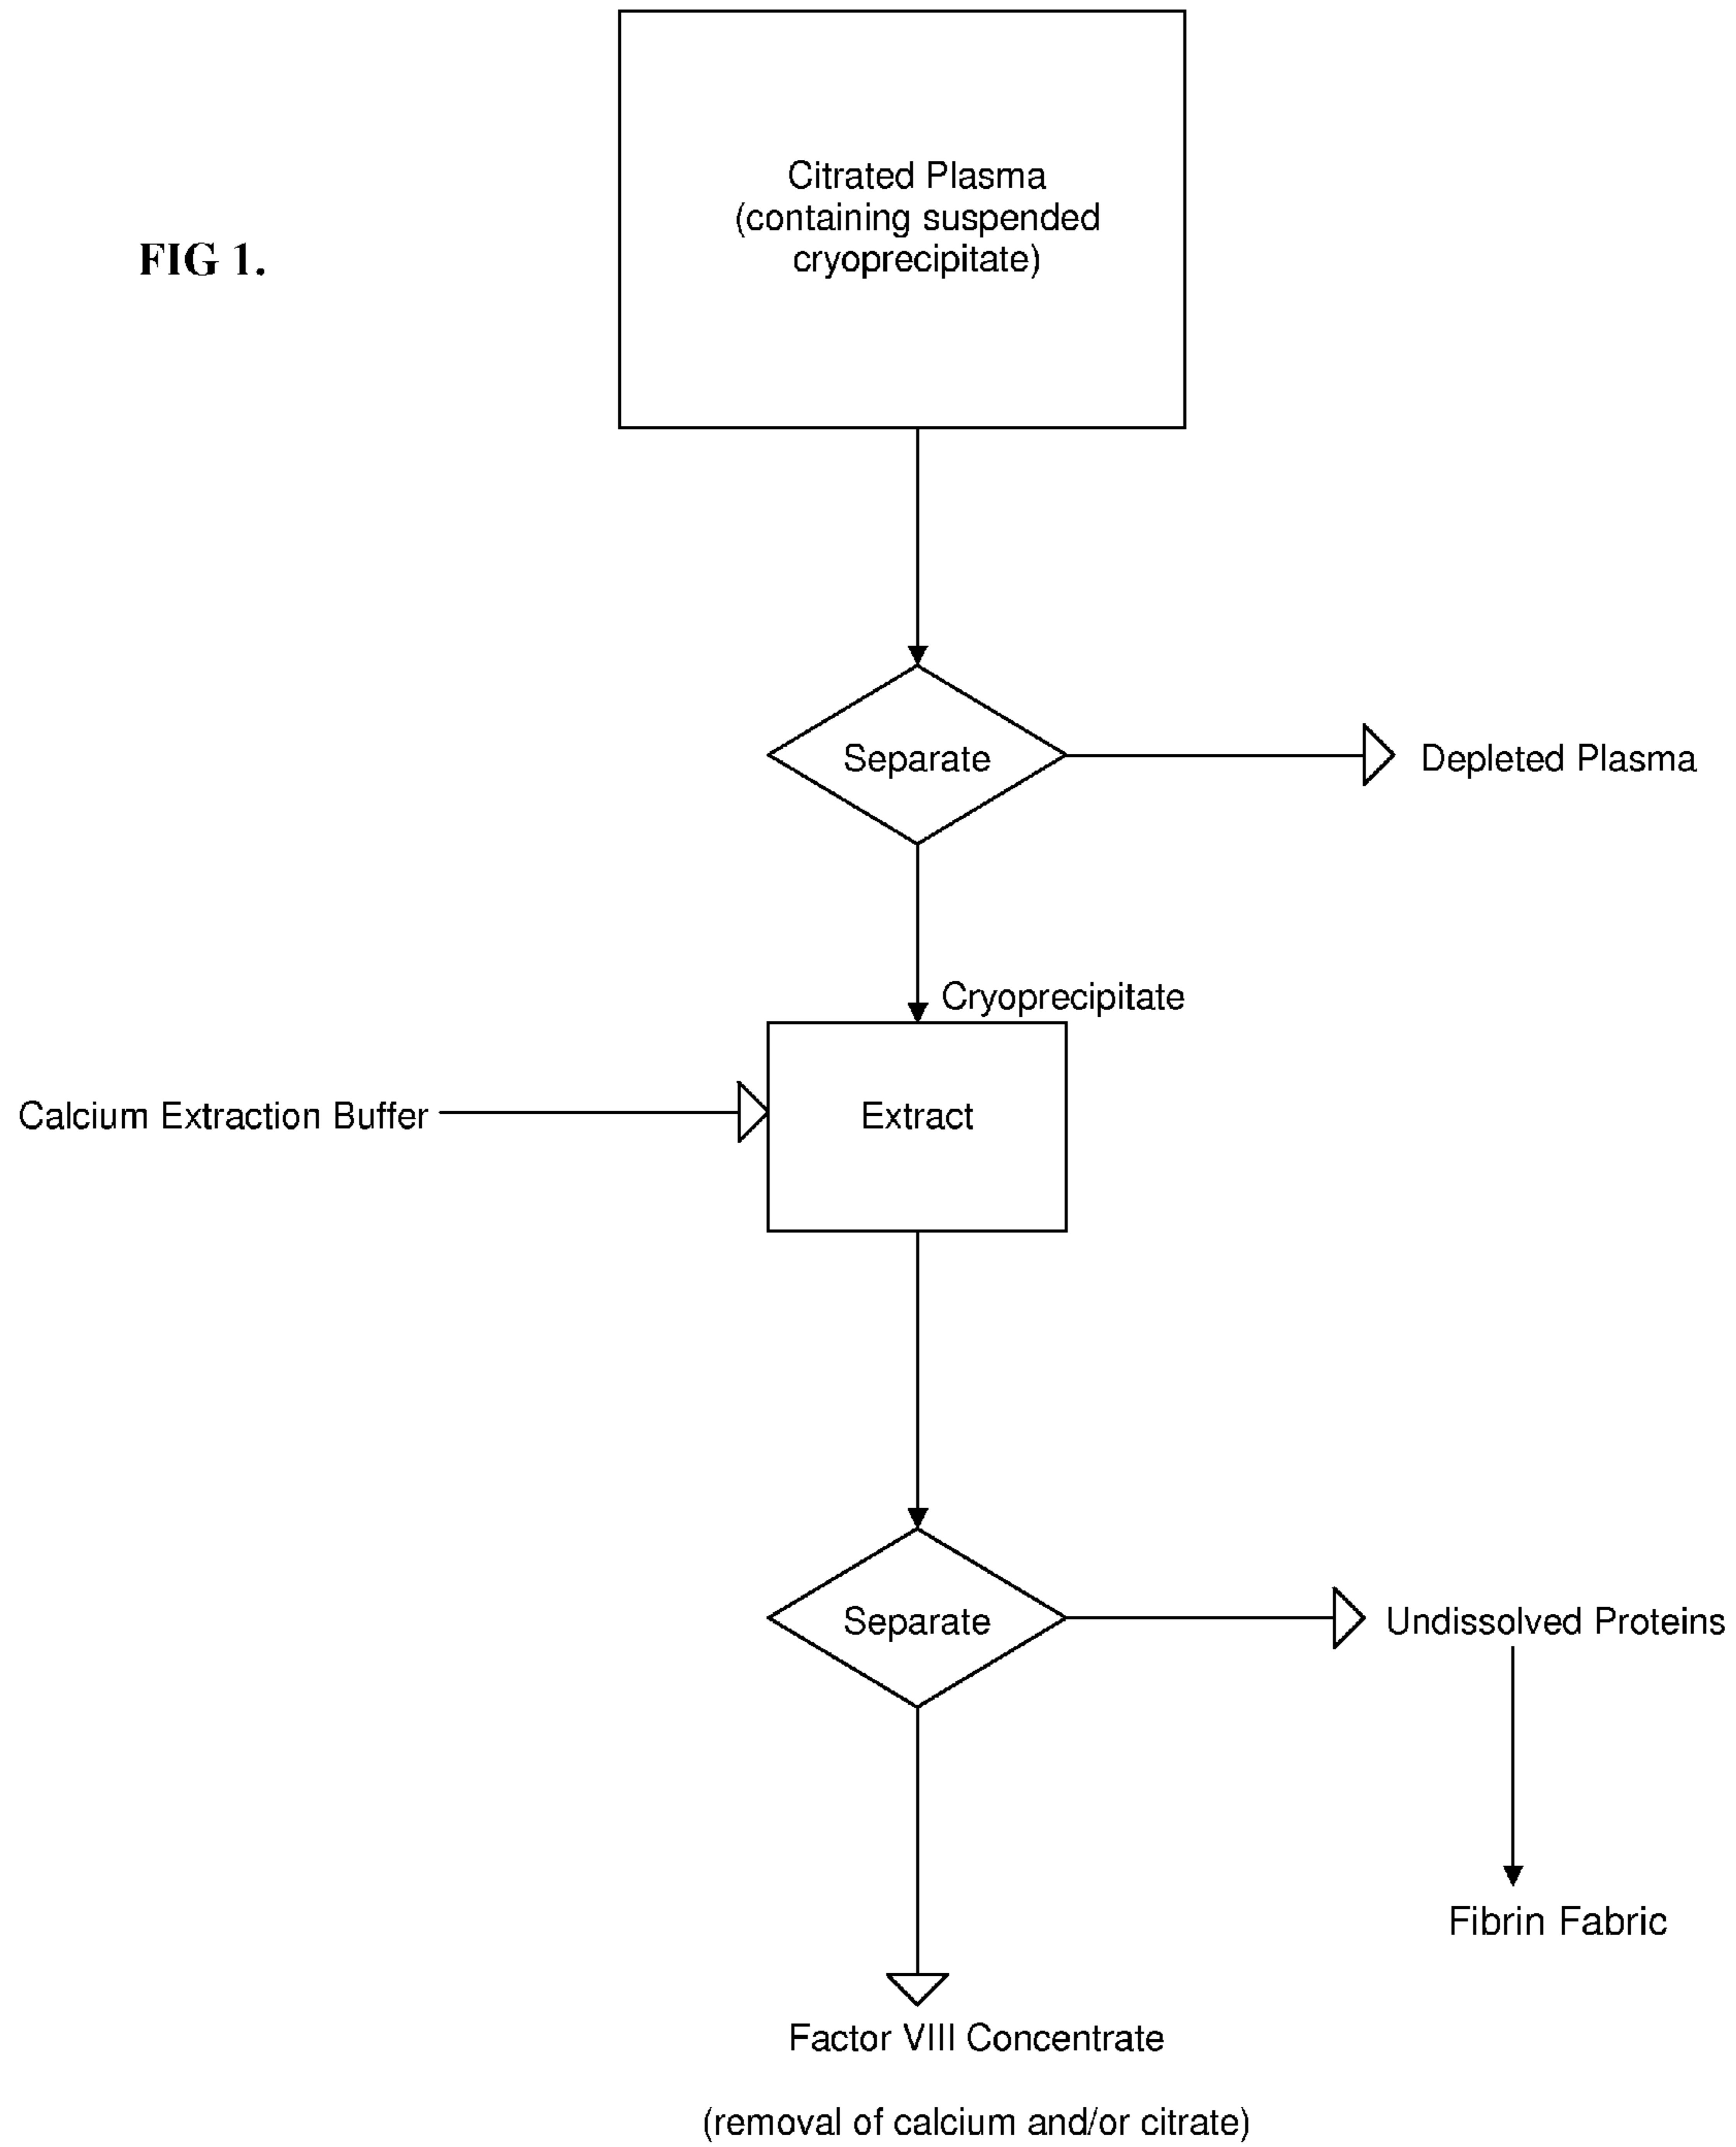 FIG 1.
Citrated Plasma
(containing suspended
cryoprecipitate)
Separate
Depleted Plasma
Cryoprecipitate
Calcium Extraction Buffer
Extract
Separate
Undissolved Proteins
Fibrin Fabric
Factor VIII Concentrate
(removal of calcium and/or citrate)